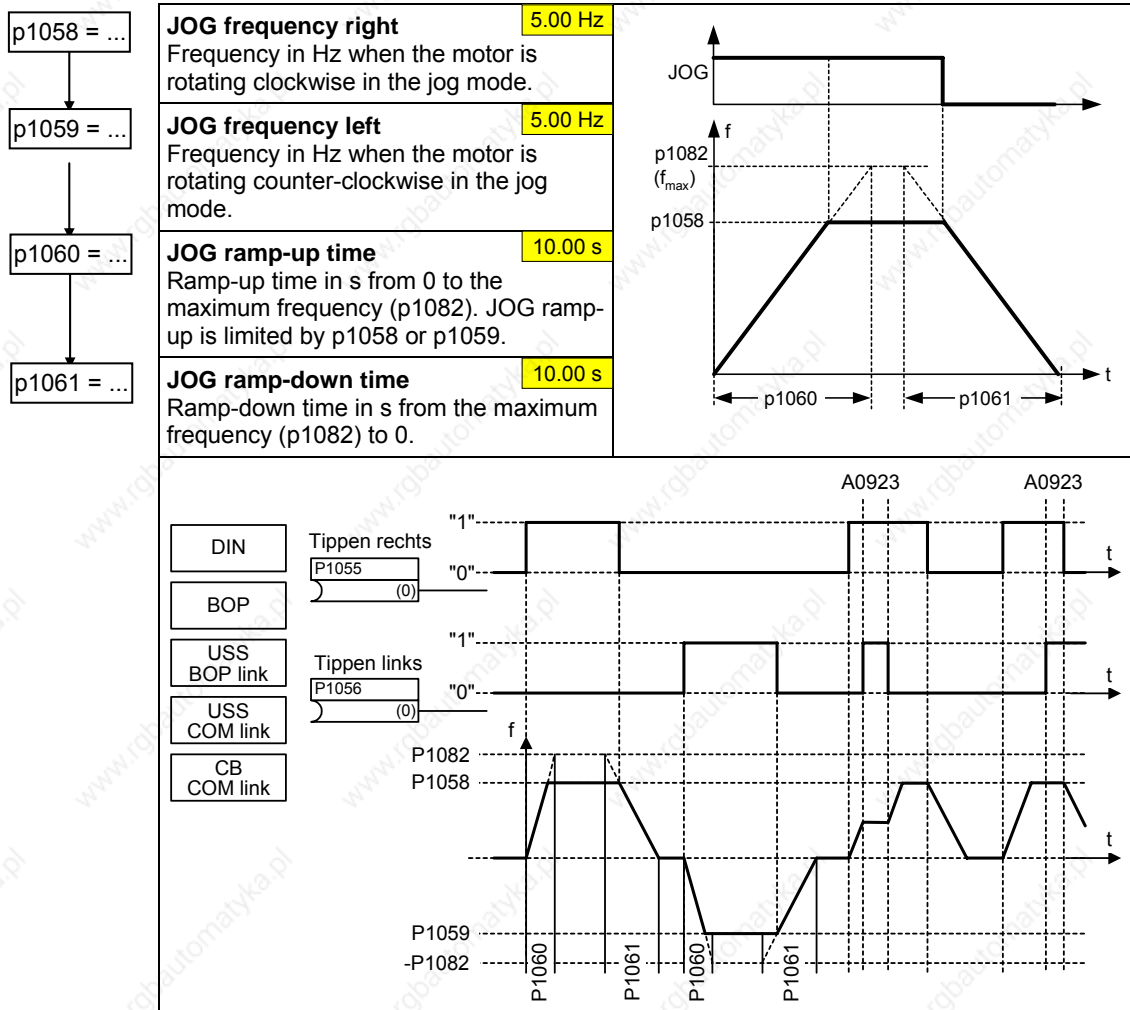 p1058 = ...
JOG frequency right
5.00 Hz
Frequency in Hz when the motor is
rotating clockwise in the jog mode.
p1059 = ...
JOG frequency left
5.00 Hz
Frequency in Hz when the motor is
rotating counter-clockwise in the jog
mode.
p1060 = ...
JOG ramp-up time
10.00 s
Ramp-up time in s from 0 to the
maximum frequency (p1082). JOG ramp-
up is limited by p1058 or p1059.
p1061 = ...
JOG ramp-down time
10.00 s
Ramp-down time in s from the maximum
frequency (p1082) to 0.
JOG
f
p1082
(fmax)
p1058
t
p1060
p1061
A0923
A0923
DIN
BOP
USS
BOP link
USS
COM link
CB
COM link
Tippen rechts
P1055
(0)
"1"
"0"
t
Tippen links
P1056
(0)
"1"
"0"
t
f
P1082
P1058
t
P1059
-P1082
P1060
P1061
P1060
P1061
www.rgbautomatyka.pl